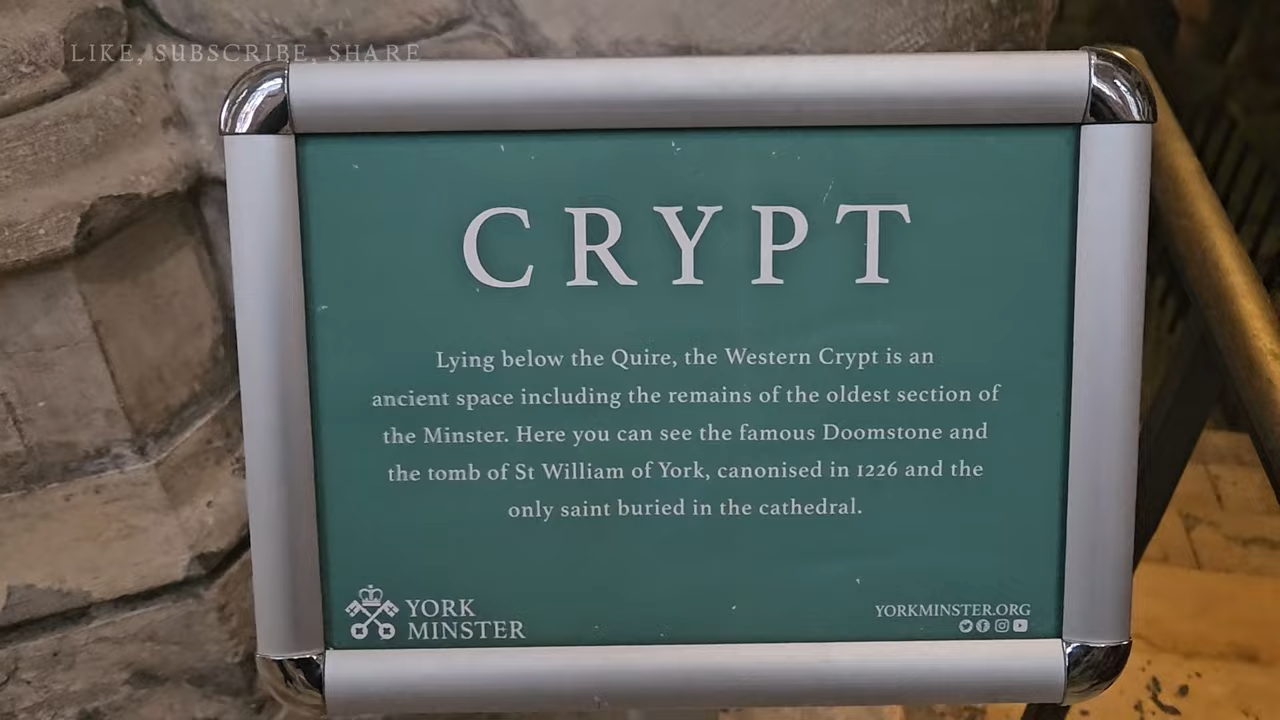 LIKE, SUBSCRIBE, SHARE
CRYPT
Lying below the Quire, the Western Crypt is an
ancient space including the remains of the oldest section of
the Minster. Here you can see the famous Doomstone and
the tomb of St William of York, canonised in 1226 and the
only saint buried in the cathedral.
YORK
MINSTER
YORKMINSTER.ORG